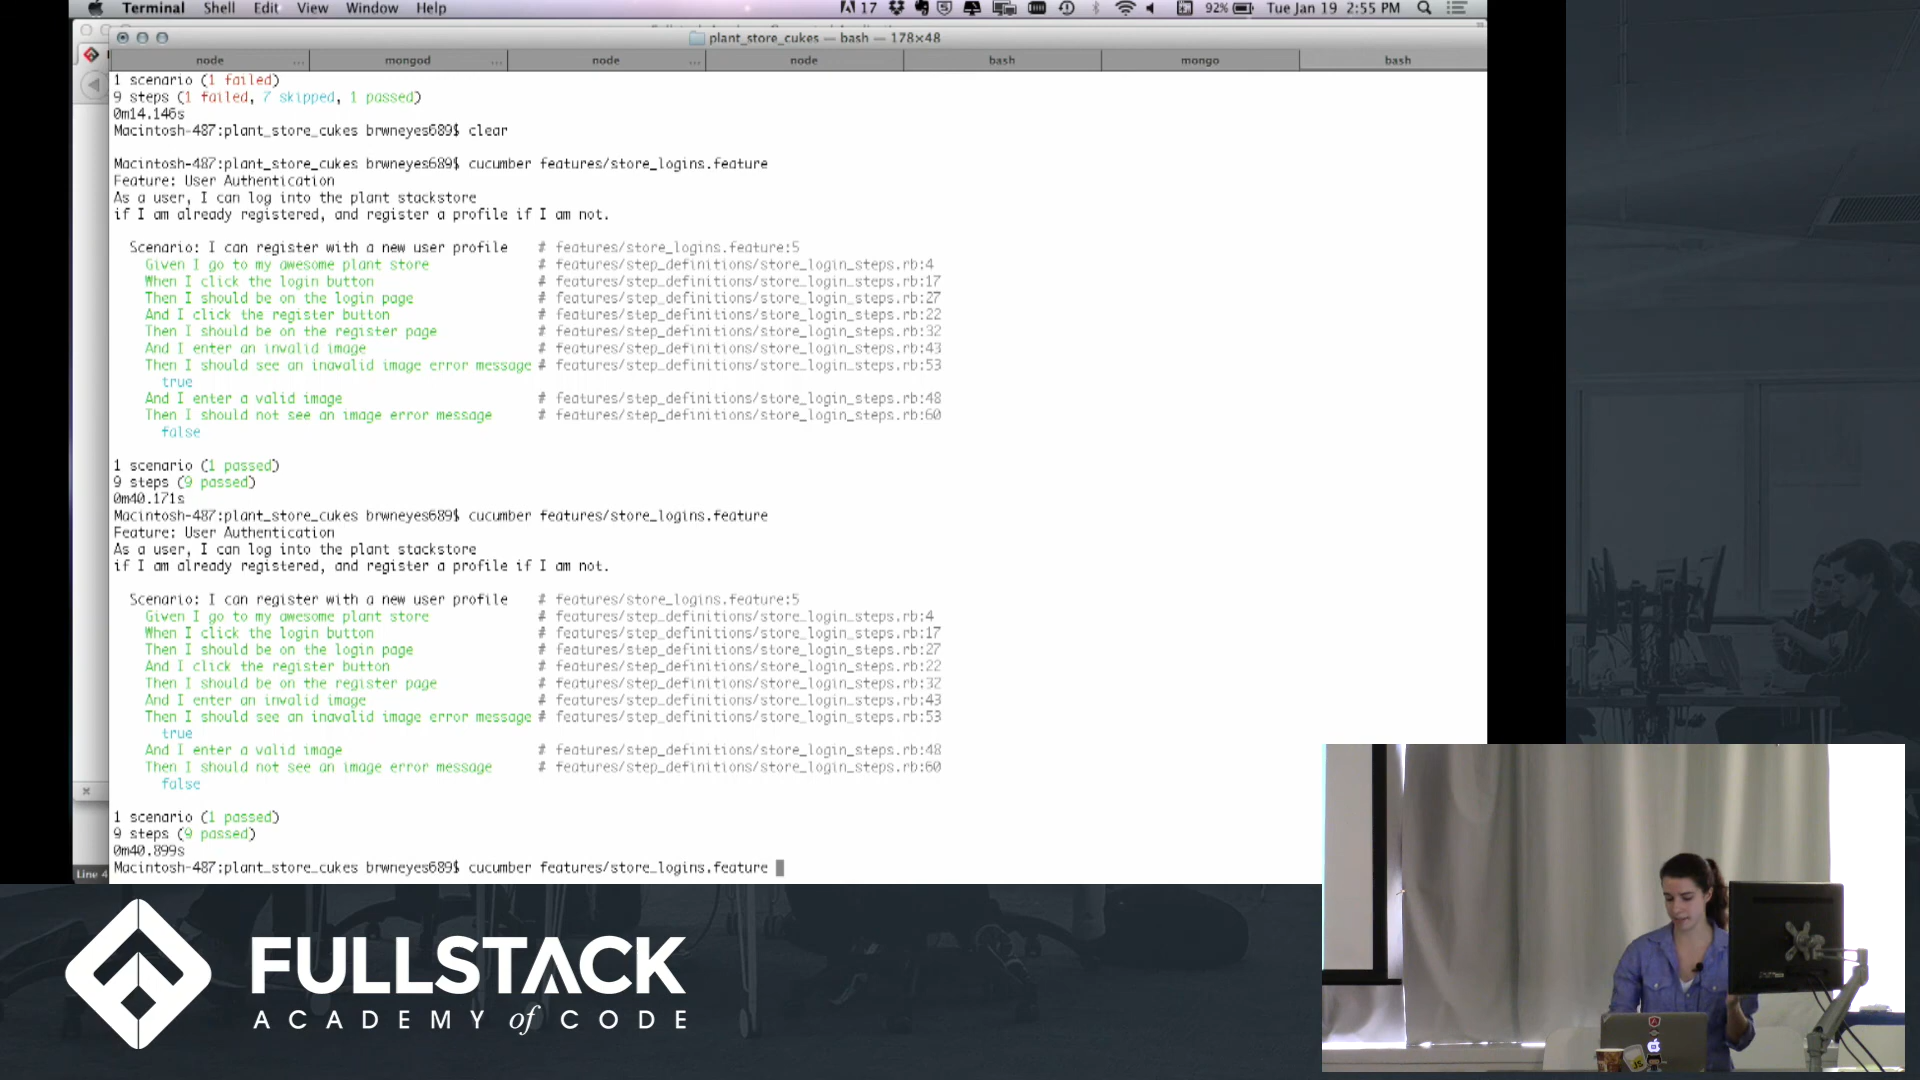 Terminal Shell Edit View Window Help 17 92% Tue Jan 19 2:55 PM
plant_store_cukes — bash — 178×48
node ... mongod ... node ... node bash mongo bash
1 scenario (1 failed)
9 steps (1 failed, 7 skipped, 1 passed)
0m14.146s
Macintosh-487:plant_store_cukes brwneyes689$ clear
Macintosh-487:plant_store_cukes brwneyes689$ cucumber features/store_logins.feature
Feature: User Authentication
As a user, I can log into the plant stackstore
if I am already registered, and register a profile if I am not.
Scenario: I can register with a new user profile # features/store_logins.feature:5
Given I go to my awesome plant store # features/step_definitions/store_login_steps.rb:4
When I click the login button # features/step_definitions/store_login_steps.rb:17
Then I should be on the login page # features/step_definitions/store_login_steps.rb:27
And I click the register button # features/step_definitions/store_login_steps.rb:22
Then I should be on the register page # features/step_definitions/store_login_steps.rb:32
And I enter an invalid image # features/step_definitions/store_login_steps.rb:43
Then I should see an inavalid image error message # features/step_definitions/store_login_steps.rb:53
true
And I enter a valid image # features/step_definitions/store_login_steps.rb:48
Then I should not see an image error message # features/step_definitions/store_login_steps.rb:60
false
1 scenario (1 passed)
9 steps (9 passed)
0m40.171s
Macintosh-487:plant_store_cukes brwneyes689$ cucumber features/store_logins.feature
Feature: User Authentication
As a user, I can log into the plant stackstore
if I am already registered, and register a profile if I am not.
Scenario: I can register with a new user profile # features/store_logins.feature:5
Given I go to my awesome plant store # features/step_definitions/store_login_steps.rb:4
When I click the login button # features/step_definitions/store_login_steps.rb:17
Then I should be on the login page # features/step_definitions/store_login_steps.rb:27
And I click the register button # features/step_definitions/store_login_steps.rb:22
Then I should be on the register page # features/step_definitions/store_login_steps.rb:32
And I enter an invalid image # features/step_definitions/store_login_steps.rb:43
Then I should see an inavalid image error message # features/step_definitions/store_login_steps.rb:53
true
And I enter a valid image # features/step_definitions/store_login_steps.rb:48
Then I should not see an image error message # features/step_definitions/store_login_steps.rb:60
false
1 scenario (1 passed)
9 steps (9 passed)
0m40.899s
Macintosh-487:plant_store_cukes brwneyes689$ cucumber features/store_logins.feature
Line 4
FULLSTACK
ACADEMY of CODE